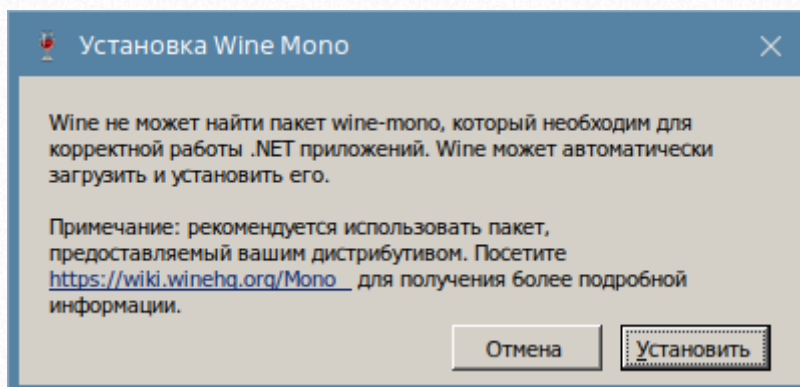 Установка Wine Mono
Wine не может найти пакет wine-mono, который необходим для
корректной работы .NET приложений. Wine может автоматически
загрузить и установить его.
Примечание: рекомендуется использовать пакет,
предоставляемый вашим дистрибутивом. Посетите
https://wiki.winehq.org/Mono для получения более подробной
информации.
Отмена
Установить